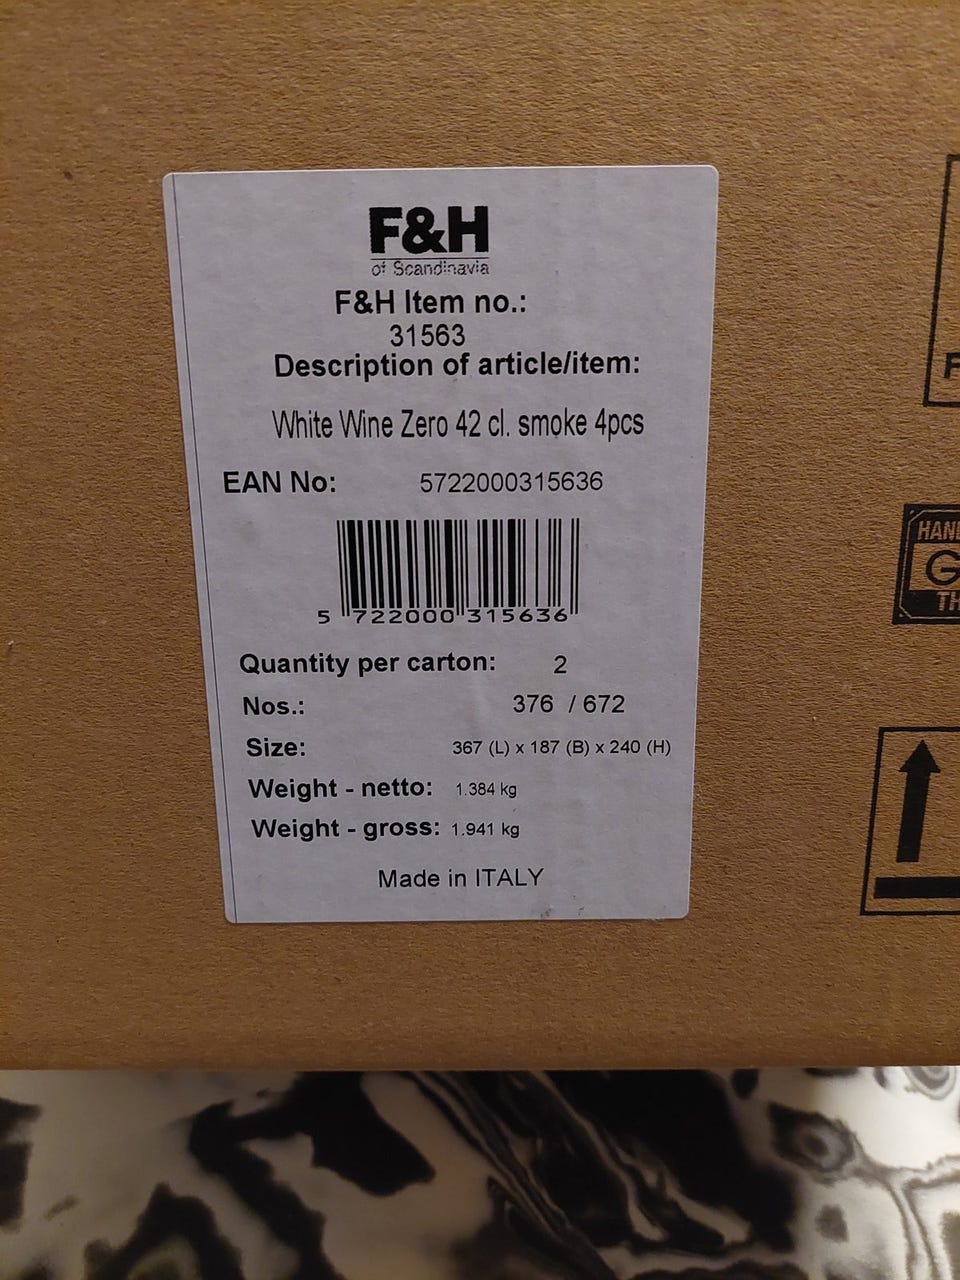 F&H
of Scandinavia
F&H Item no.:
31563
Description of article/item:
White Wine Zero 42 cl. smoke 4pcs
EAN No: 5722000315636
5 722000 315636
Quantity per carton: 2
Nos.: 376 / 672
Size: 367 (L) x 187 (B) x 240 (H)
Weight - netto: 1.384 kg
Weight - gross: 1.941 kg
Made in ITALY